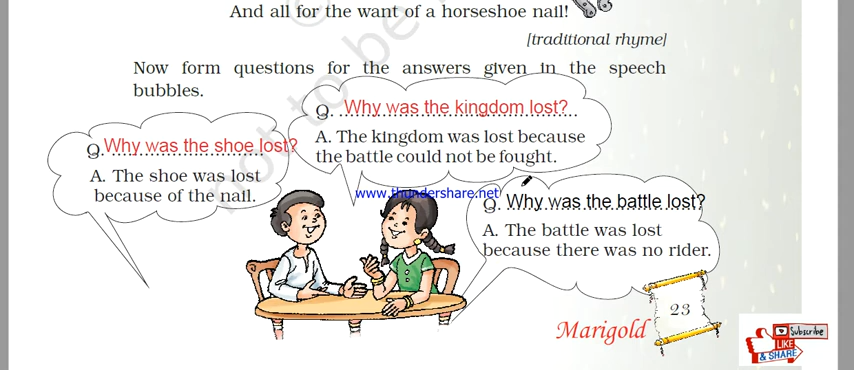 And all for the want of a horseshoe nail!
[traditional rhyme]
Now form questions for the answers given in the speech
bubbles.
Q. Why was the kingdom lost?
A. The kingdom was lost because
the battle could not be fought.
Q. Why was the shoe lost?
A. The shoe was lost
because of the nail.
www.thundershare.net
Q. Why was the battle lost?
A. The battle was lost
because there was no rider.
23
Marigold
Subscribe
LIKE
& SHARE
not to be